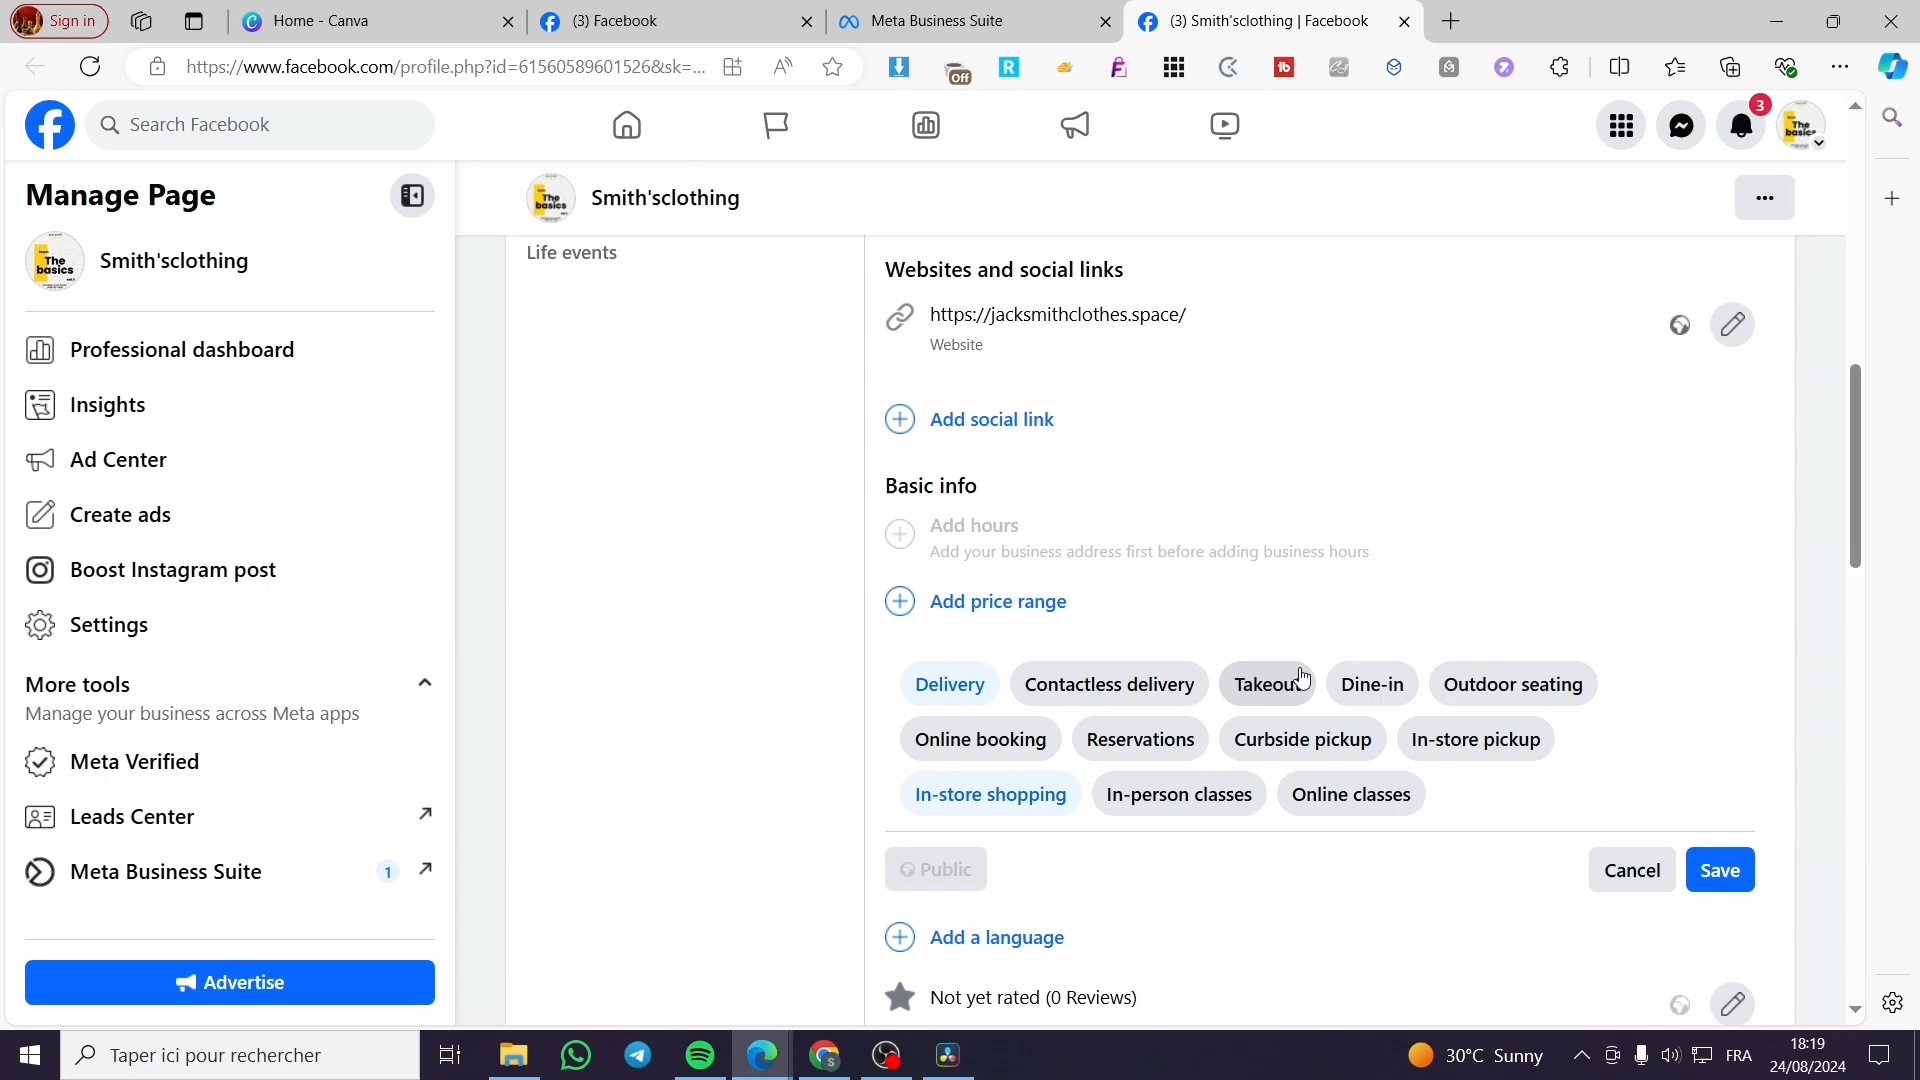 Sign in
Home - Canva
(3) Facebook
Meta Business Suite
(3) Smith'sclothing | Facebook
https://www.facebook.com/profile.php?id=61560589601526&sk=...
Off
Search Facebook
3
Manage Page
Smith'sclothing
Professional dashboard
Insights
Ad Center
Create ads
Boost Instagram post
Settings
More tools
Manage your business across Meta apps
Meta Verified
Leads Center
Meta Business Suite 1
Advertise
The basics
Smith'sclothing
Life events
Websites and social links
https://jacksmithclothes.space/
Website
Add social link
Basic info
Add hours
Add your business address first before adding business hours
Add price range
Delivery Contactless delivery Takeout Dine-in Outdoor seating
Online booking Reservations Curbside pickup In-store pickup
In-store shopping In-person classes Online classes
Public Cancel Save
Add a language
Not yet rated (0 Reviews)
Taper ici pour rechercher
30°C Sunny
FRA
18:19
24/08/2024